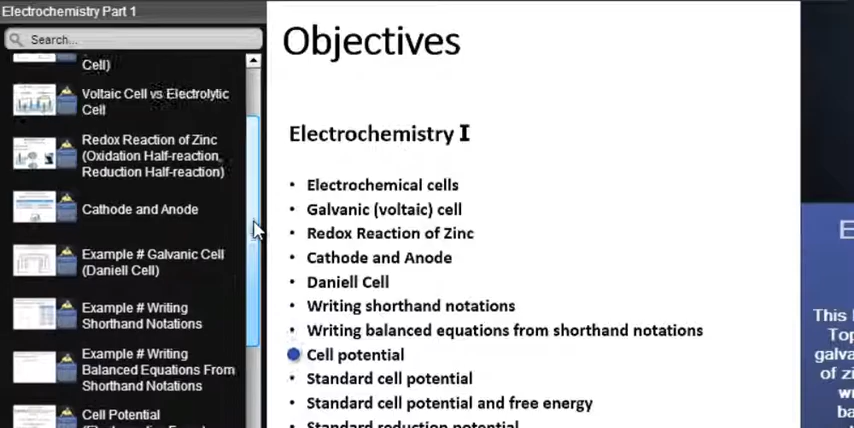 Electrochemistry Part 1
Search...
Cell)
Voltaic Cell vs Electrolytic
Cell
Redox Reaction of Zinc
(Oxidation Half-reaction,
Reduction Half-reaction)
Cathode and Anode
Example # Galvanic Cell
(Daniell Cell)
Example # Writing
Shorthand Notations
Example # Writing
Balanced Equations From
Shorthand Notations
Cell Potential
Objectives
Electrochemistry I
• Electrochemical cells
• Galvanic (voltaic) cell
• Redox Reaction of Zinc
• Cathode and Anode
• Daniell Cell
• Writing shorthand notations
• Writing balanced equations from shorthand notations
Cell potential
• Standard cell potential
• Standard cell potential and free energy
• Standard reduction potential
E
This
Top
galva
of zi
w
ba